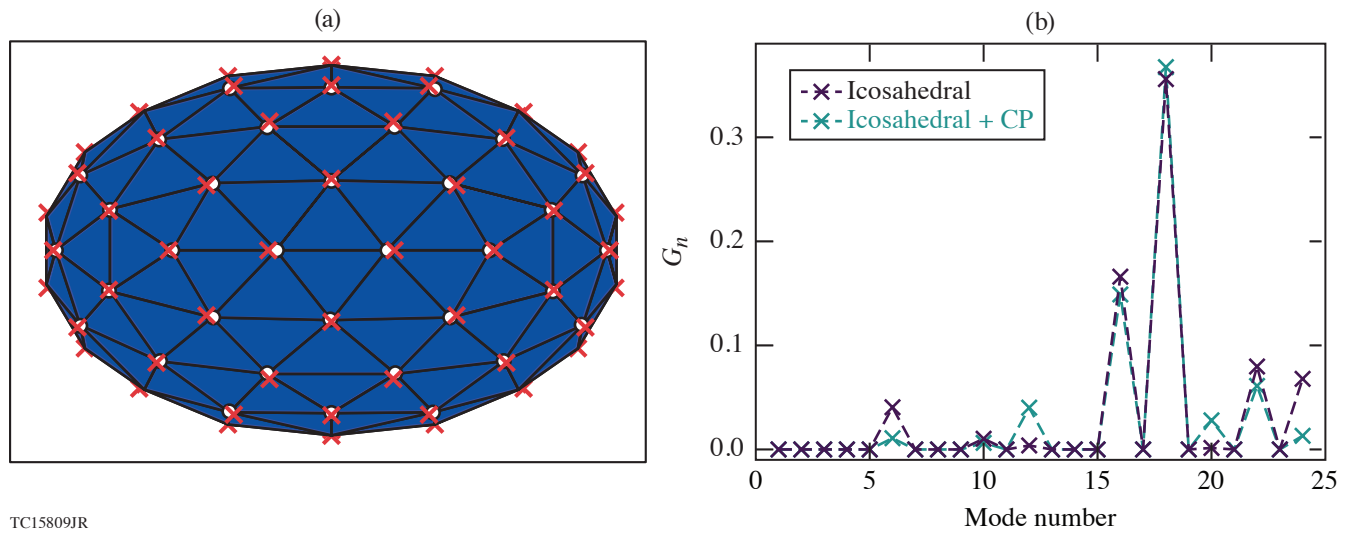 (a)
(b)
Icosahedral
Icosahedral + CP
0.3
0.2
0.1
0.0
G_n
0 5 10 15 20 25
Mode number
TC15809JR